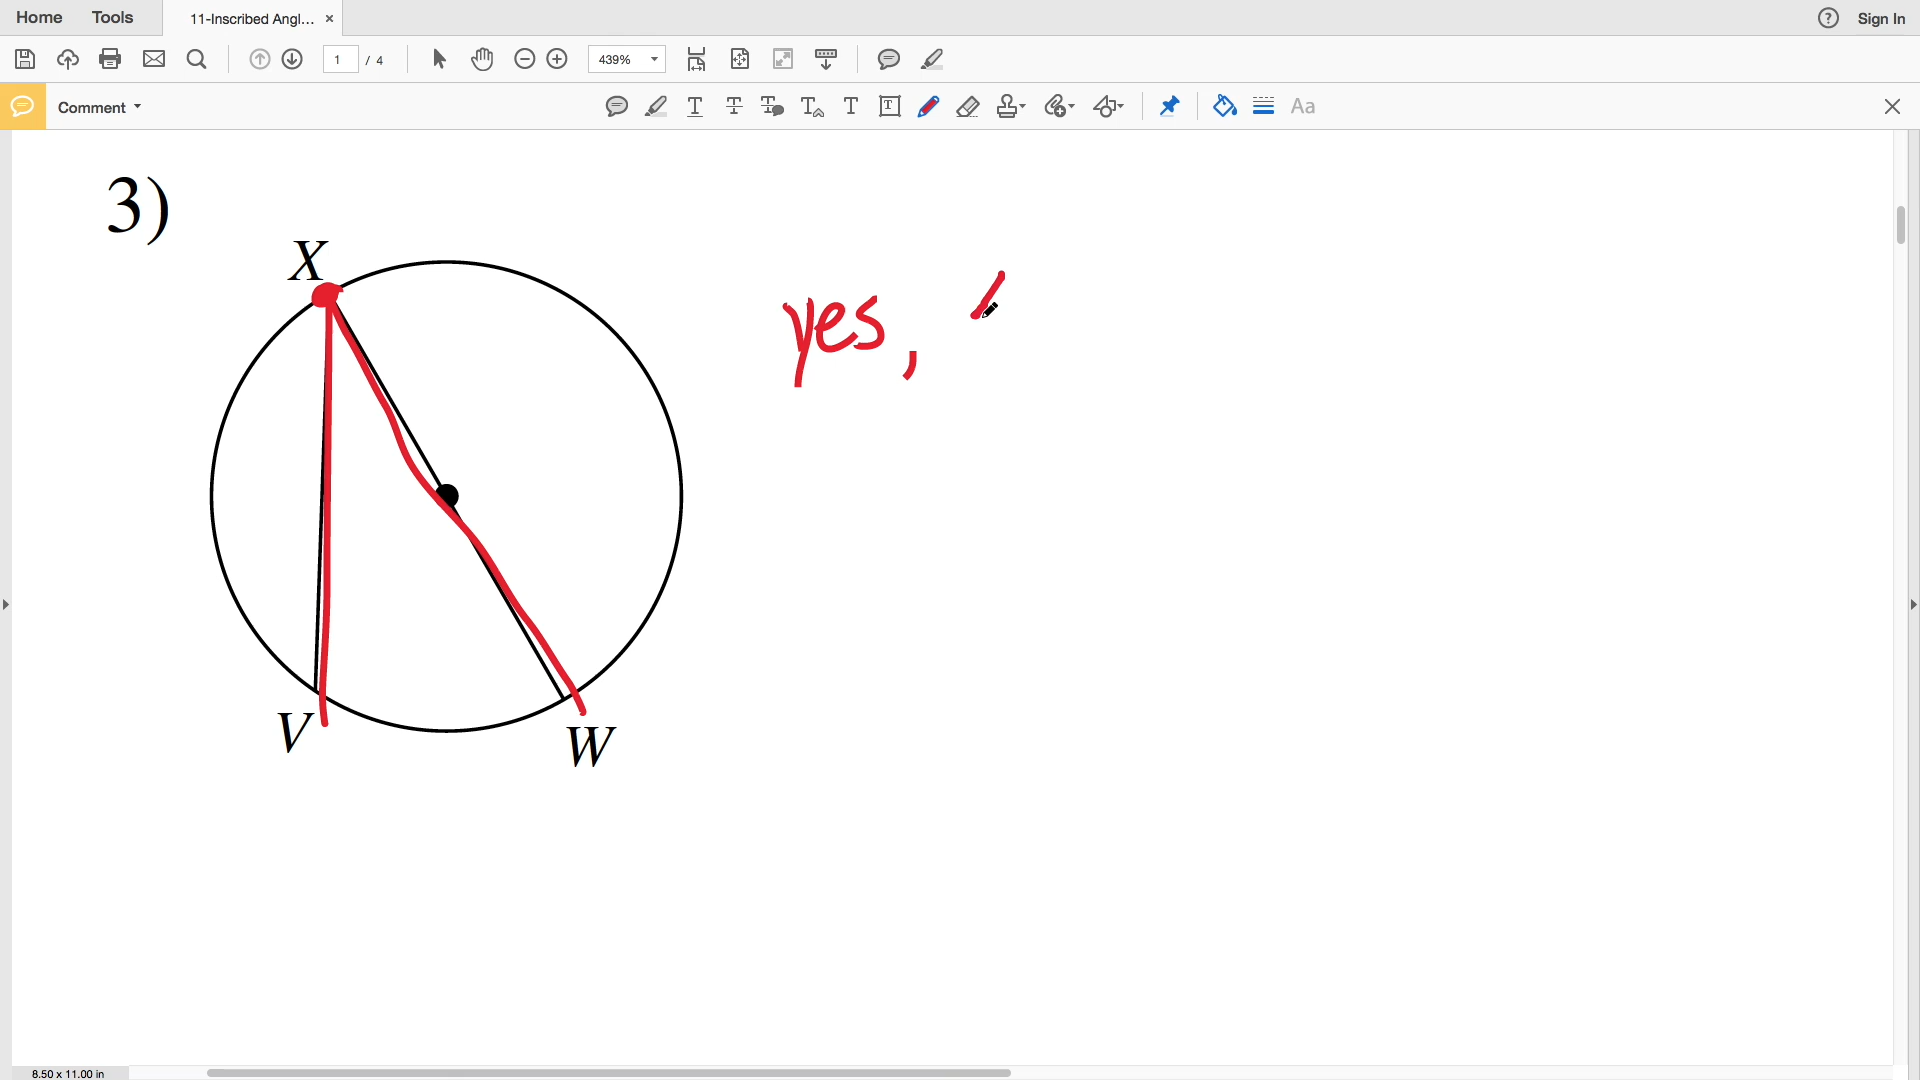 Home Tools 11-Inscribed Angl... × ? Sign In
1 / 4 439%
Comment Aa
3)
X
yes,
V
W
8.50 x 11.00 in